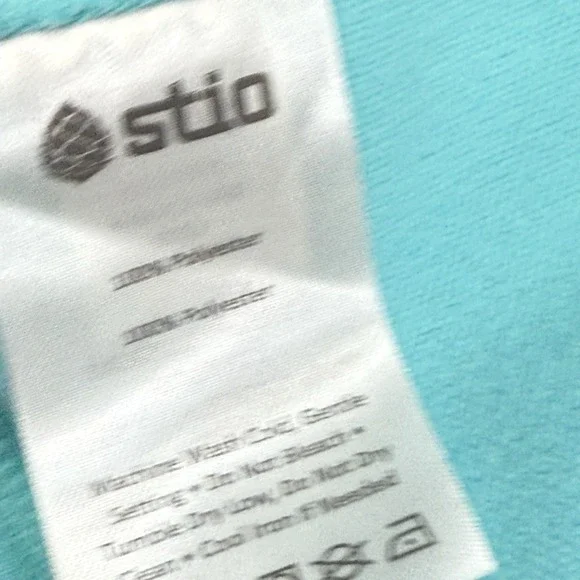 stio
100% Polyester
100% Polyester
Machine Wash Cool, Gentle
Setting • Do Not Bleach •
Tumble Dry Low, Do Not Dry
Clean • Cool Iron If Needed